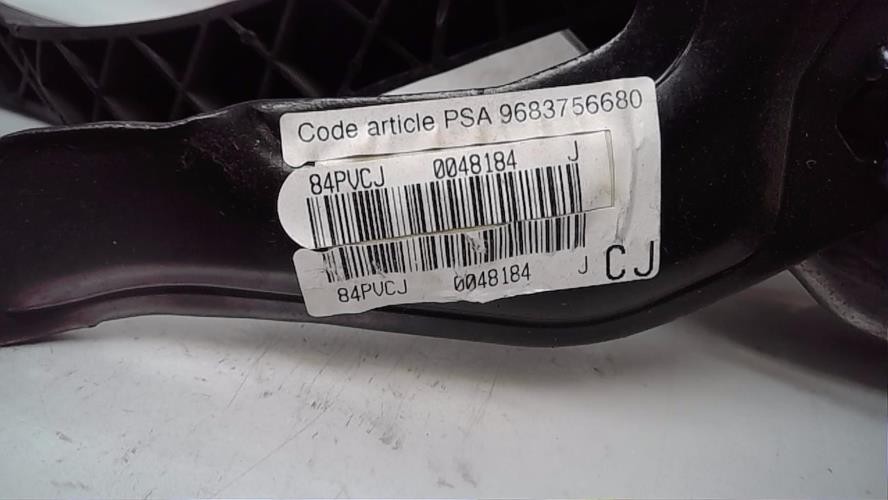 Code article PSA 9683756680
84PVCJ 0048184 J
84PVCJ 0048184 J CJ